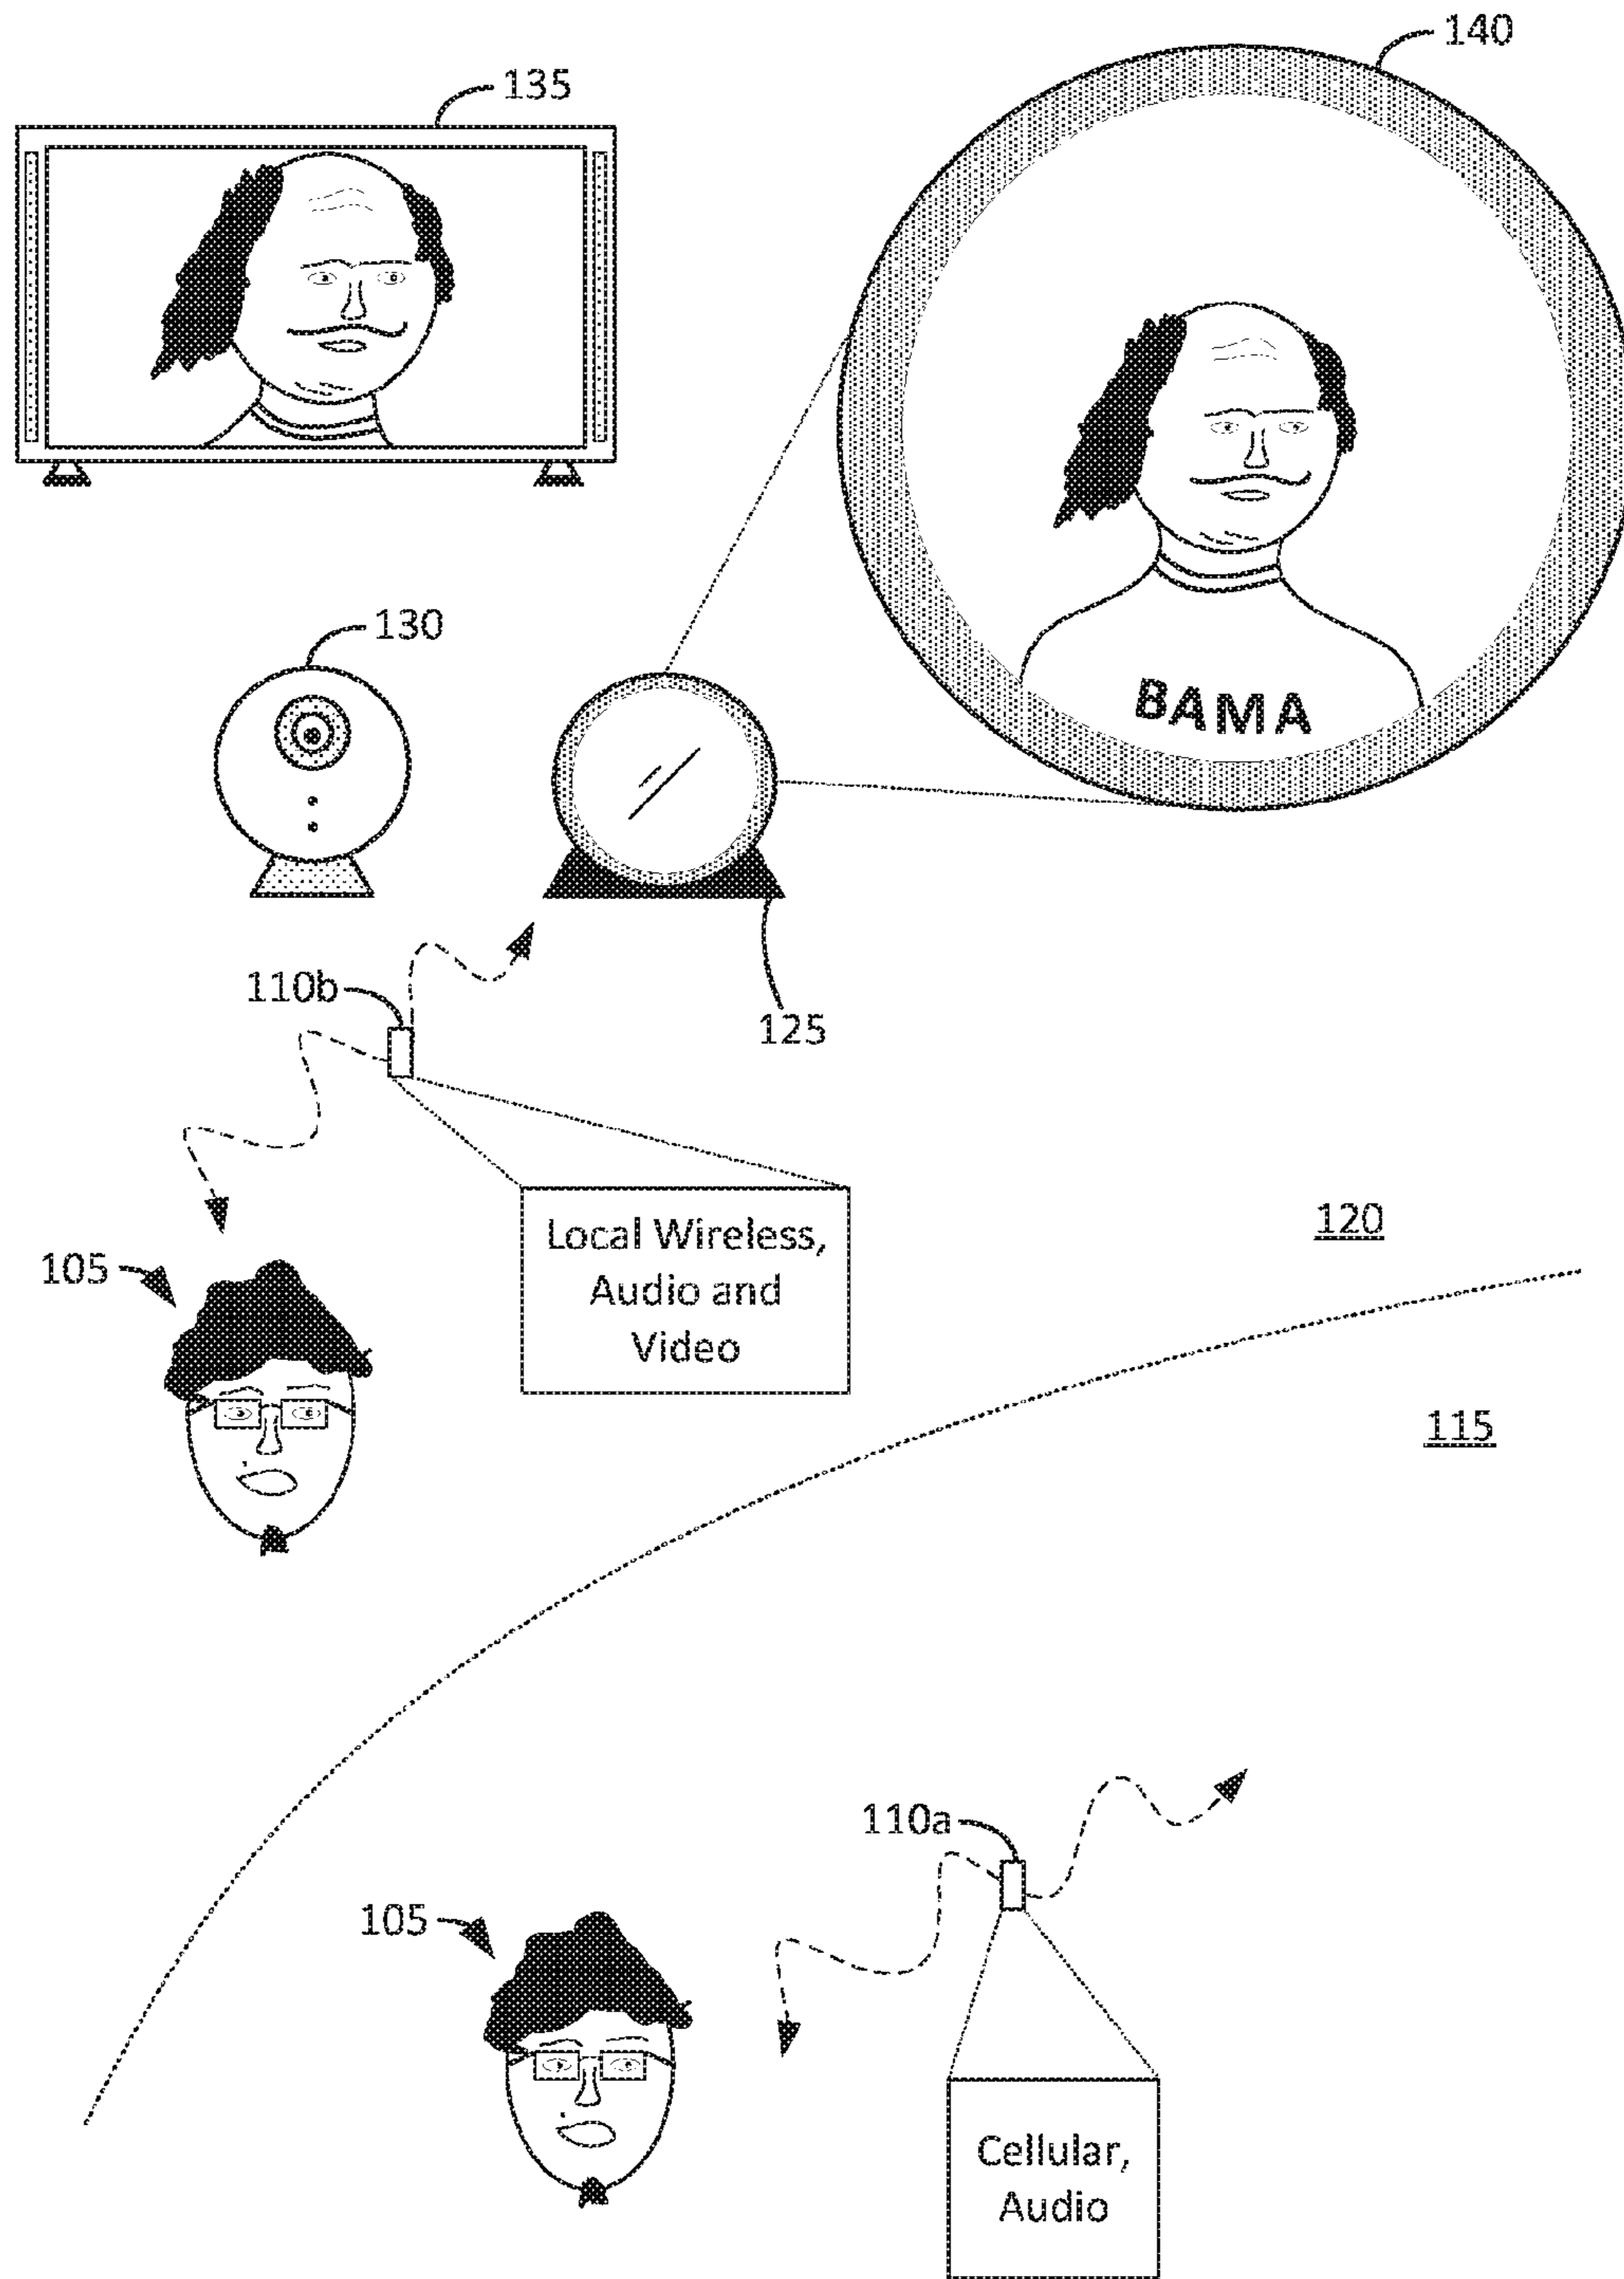 140
135
BAMA
130
110b
125
Local Wireless,
Audio and
Video
120
105
115
110a
105
Cellular,
Audio